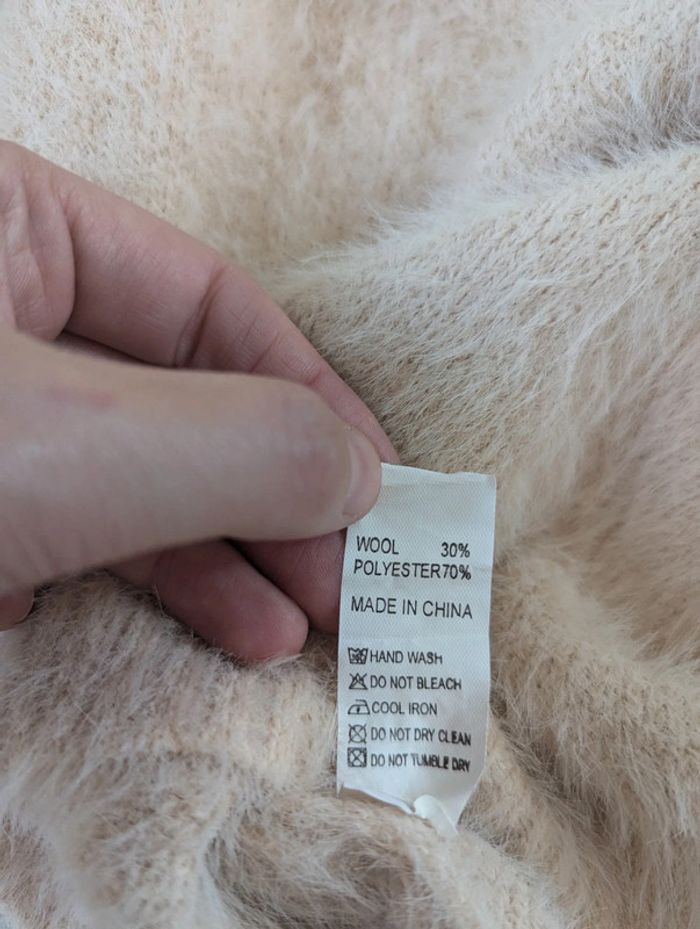 WOOL 30%
POLYESTER70%
MADE IN CHINA
HAND WASH
DO NOT BLEACH
COOL IRON
DO NOT DRY CLEAN
DO NOT TUMBLE DRY